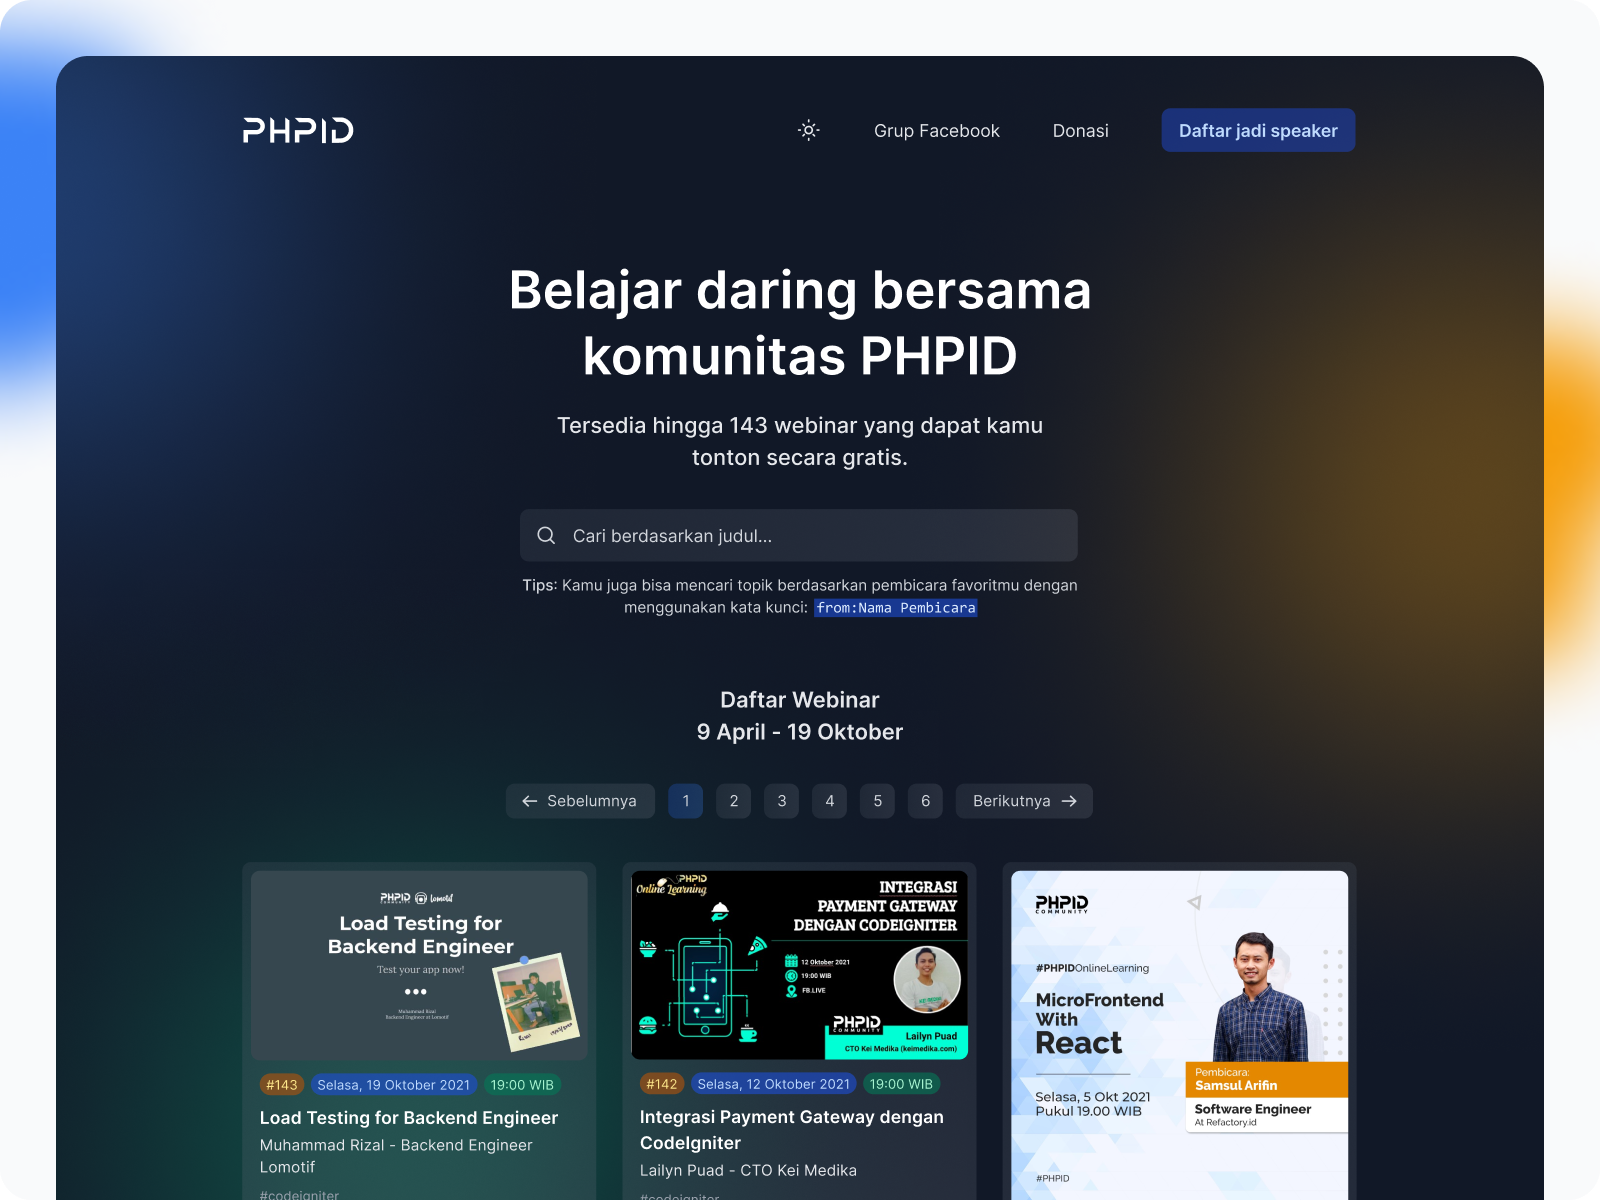 PHPID
Grup Facebook
Donasi
Daftar jadi speaker
Belajar daring bersama
komunitas PHPID
Tersedia hingga 143 webinar yang dapat kamu
tonton secara gratis.
Cari berdasarkan judul...
Tips: Kamu juga bisa mencari topik berdasarkan pembicara favoritmu dengan
menggunakan kata kunci: from:Nama Pembicara
Daftar Webinar
9 April - 19 Oktober
← Sebelumnya
1
2
3
4
5
6
Berikutnya →
PHPID
COMMUNITY
lomotif
Load Testing for
Backend Engineer
Test your app now!
Muhammad Rizal
Backend Engineer at Lomotif
#143
Selasa, 19 Oktober 2021
19:00 WIB
Load Testing for Backend Engineer
Muhammad Rizal - Backend Engineer
Lomotif
#codeigniter
PHPID
Online Learning
INTEGRASI
PAYMENT GATEWAY
DENGAN CODEIGNITER
12 Oktober 2021
19:00 WIB
FB.LIVE
PHPID
COMMUNITY
Lailyn Puad
CTO Kei Medika (keimedika.com)
#142
Selasa, 12 Oktober 2021
19:00 WIB
Integrasi Payment Gateway dengan
CodeIgniter
Lailyn Puad - CTO Kei Medika
#codeigniter
PHPID
COMMUNITY
#PHPIDOnlineLearning
MicroFrontend
With
React
Selasa, 5 Okt 2021
Pukul 19.00 WIB
Pembicara:
Samsul Arifin
Software Engineer
At Refactory.id
#PHPID